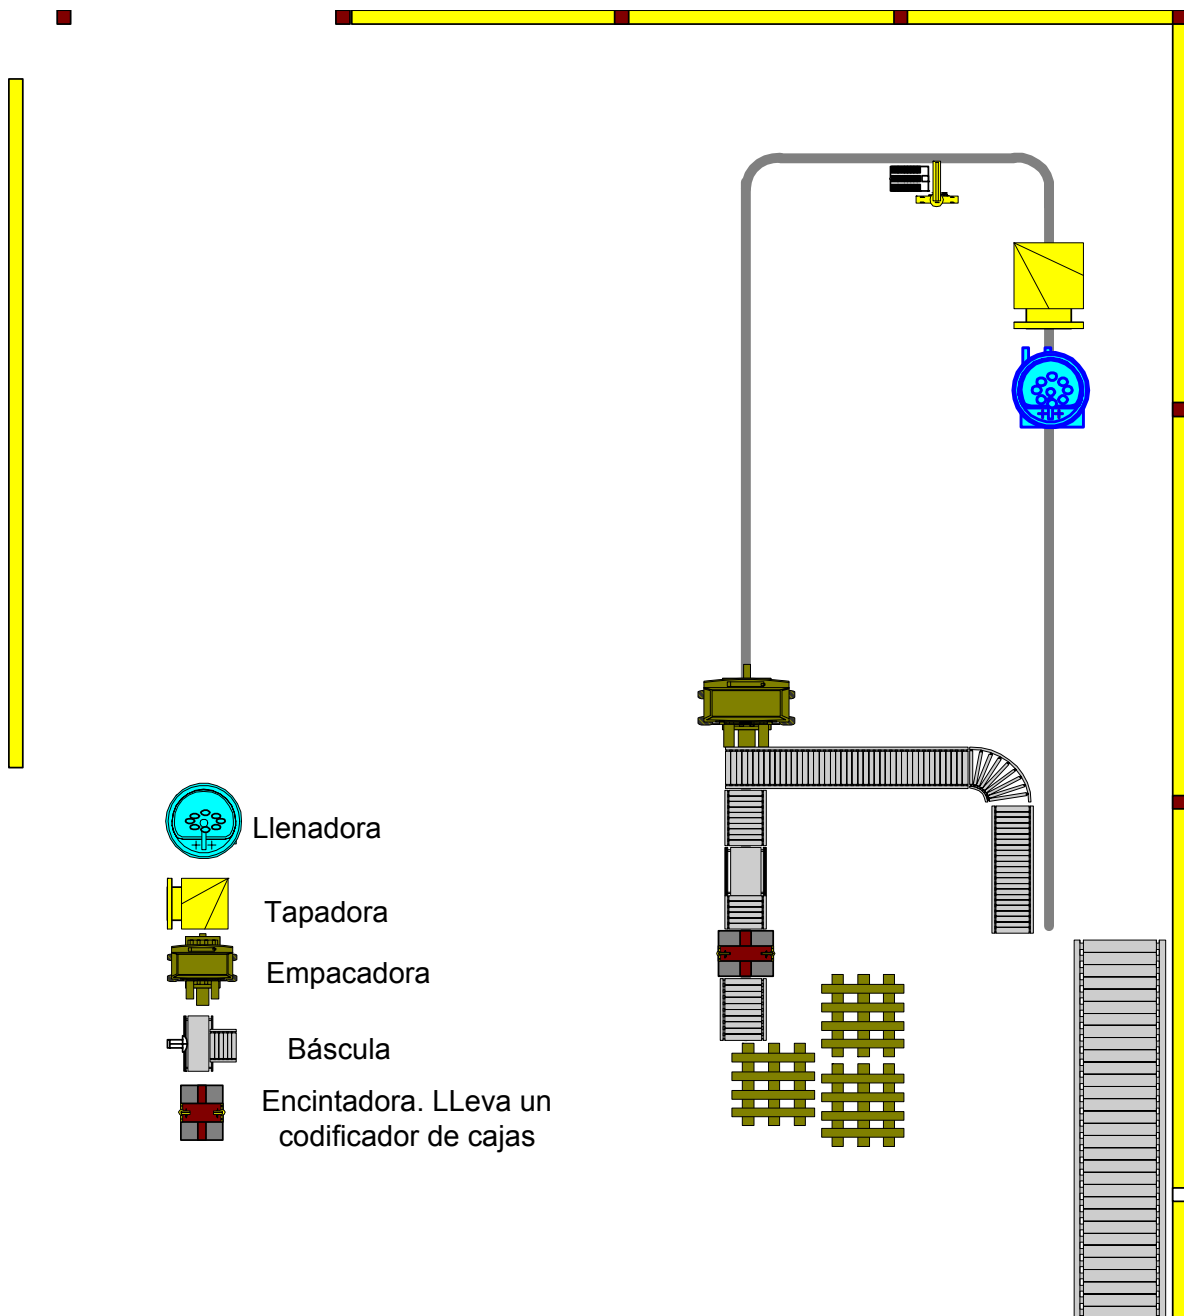 Llenadora
Tapadora
Empacadora
Báscula
Encintadora. LLeva un
codificador de cajas